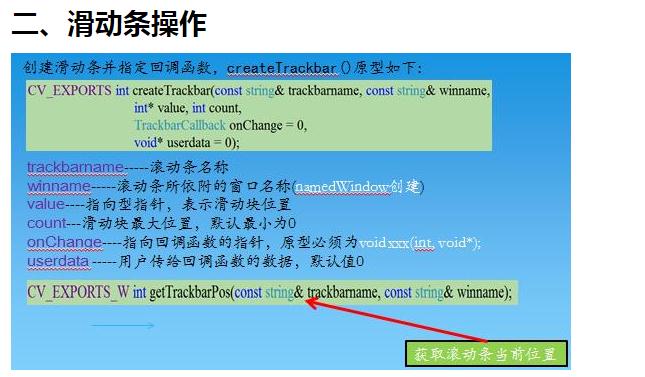 二、滑动条操作
创建滑动条并指定回调函数，createTrackbar()原型如下：
CV_EXPORTS int createTrackbar(const string& trackbarname, const string& winname,
int* value, int count,
TrackbarCallback onChange = 0,
void* userdata = 0);
trackbarname-----滚动条名称
winname-----滚动条所依附的窗口名称(namedWindow创建)
value----指向型指针，表示滑动块位置
count---滑动块最大位置，默认最小为0
onChange----指向回调函数的指针，原型必须为void xxx(int, void*);
userdata -----用户传给回调函数的数据，默认值0
CV_EXPORTS_W int getTrackbarPos(const string& trackbarname, const string& winname);
获取滚动条当前位置